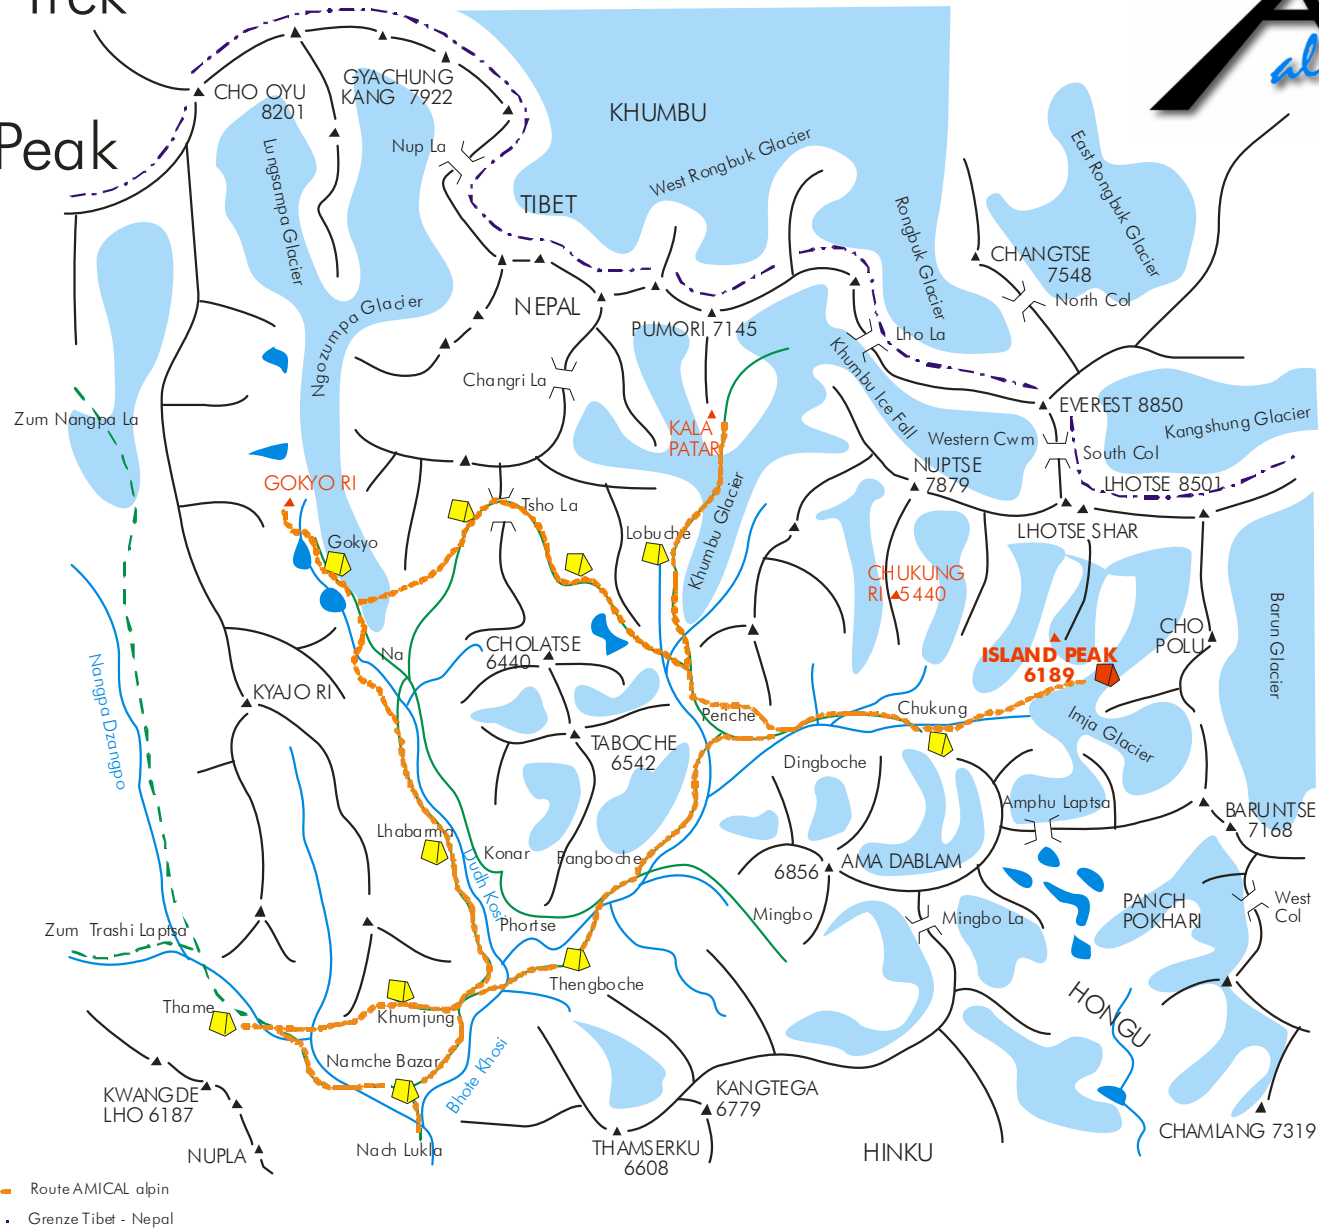 Peak
CHO OYU
8201
GYACHUNG
KANG 7922
Nup La
KHUMBU
TIBET
West Rongbuk Glacier
Rongbuk Glacier
East Rongbuk Glacier
CHANGTSE
7548
North Col
Lungsampa Glacier
Ngozumpa Glacier
NEPAL
PUMORI 7145
Lho La
Changri La
Khumbu Ice Fall
Zum Nangpa La
KALA
PATAR
EVEREST 8850
Kangshung Glacier
Western Cwm
South Col
NUPTSE
7879
LHOTSE 8501
GOKYO RI
Tsho La
LHOTSE SHAR
Gokyo
Lobuche
Khumbu Glacier
CHUKUNG
RI 5440
Barun Glacier
CHO
POLU
Na
CHOLATSE
6440
ISLAND PEAK
6189
Nangpa Dzangpo
KYAJO RI
Periche
Chukung
Imja Glacier
TABOCHE
6542
Dingboche
Amphu Laptsa
BARUNTSE
7168
Lhabarma
Konar
Pangboche
6856
AMA DABLAM
Dudh Kosi
Mingbo
Mingbo La
PANCH
POKHARI
West
Col
Zum Trashi Laptsa
Phortse
Thengboche
Thame
Khumjung
HONGU
Namche Bazar
Bhote Khosi
KWANGDE
LHO 6187
KANGTEGA
6779
NUPLA
Nach Lukla
THAMSERKU
6608
HINKU
CHAMLANG 7319
Route AMICAL alpin
Grenze Tibet - Nepal